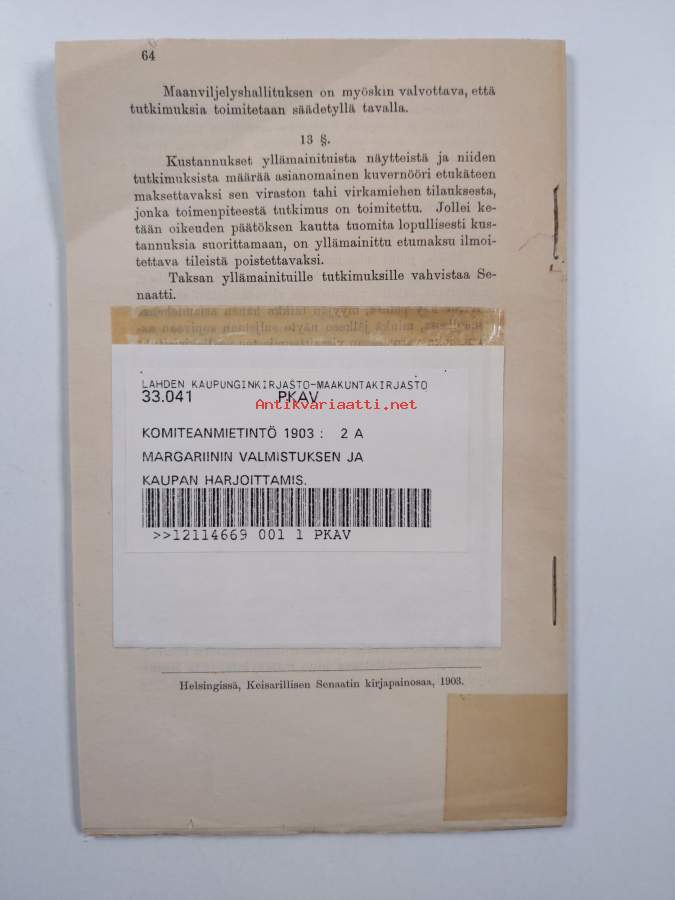 64
Maanviljelyshallituksen on myöskin valvottava, että
tutkimuksia toimitetaan säädetyllä tavalla.
13 §.
Kustannukset yllämainituista näytteistä ja niiden
tutkimuksista määrää asianomainen kuvernööri etukäteen
maksettavaksi sen viraston tahi virkamiehen tilauksesta,
jonka toimenpiteestä tutkimus on toimitettu. Jollei ke-
tään oikeuden päätöksen kautta tuomita lopullisesti kus-
tannuksia suorittamaan, on yllämainittu etumaksu ilmoi-
tettava tileistä poistettavaksi.
Taksan yllämainituille tutkimuksille vahvistaa Se-
naatti.
LAHDEN KAUPUNGINKIRJASTO-MAAKUNTAKIRJASTO
33.041 PKAV
Antikvariaatti.net
KOMITEANMIETINTÖ 1903 : 2 A
MARGARIININ VALMISTUKSEN JA
KAUPAN HARJOITTAMIS.
>>12114669 001 1 PKAV
Helsingissä, Keisarillisen Senaatin kirjapainosaa, 1903.